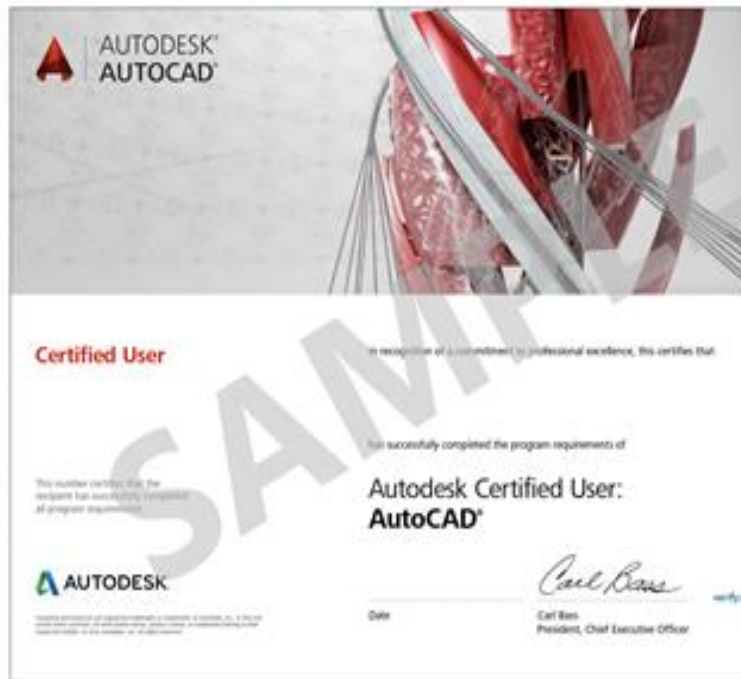 AUTODESK®
AUTOCAD®
SAMPLE
Certified User
In recognition of a commitment to professional excellence, this certifies that
has successfully completed the program requirements of
This number certifies that the
recipient has successfully completed
all program requirements.
Autodesk Certified User:
AutoCAD®
AUTODESK
Carl Bass
verify
Date
Carl Bass
President, Chief Executive Officer